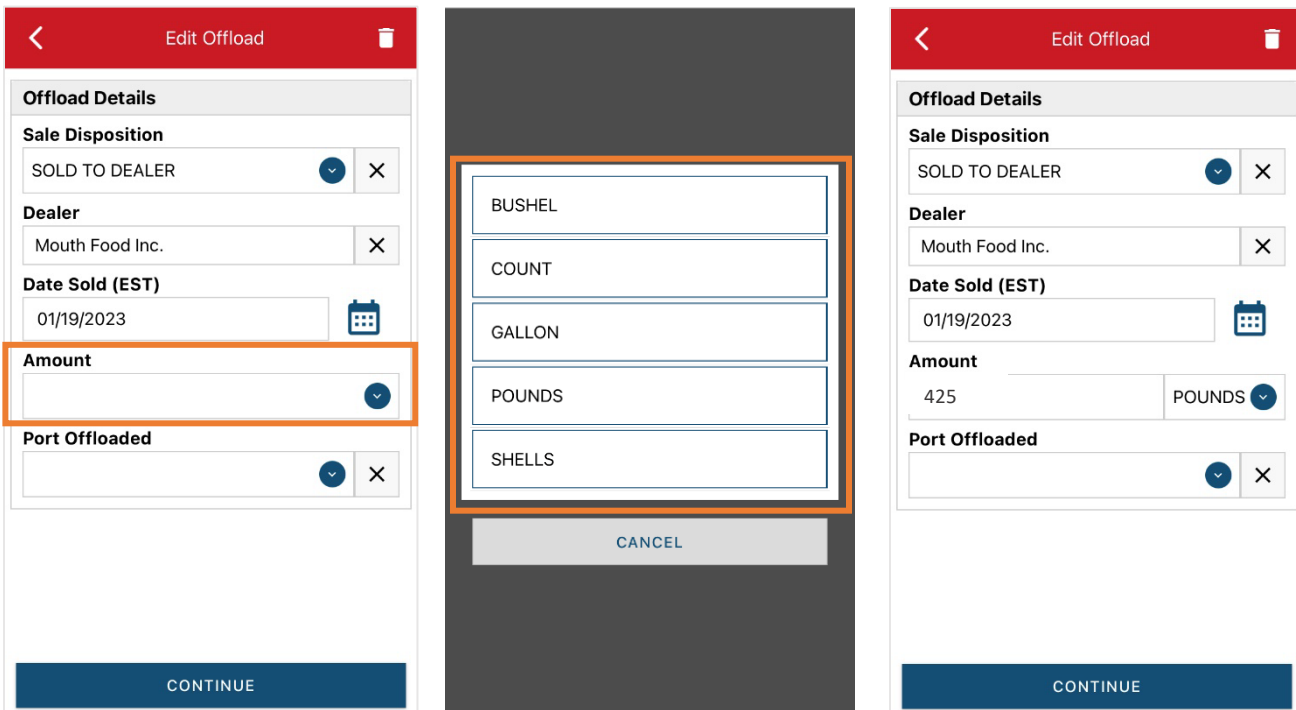 Edit Offload
Offload Details
Sale Disposition
SOLD TO DEALER
Dealer
Mouth Food Inc.
Date Sold (EST)
01/19/2023
Amount
Port Offloaded
CONTINUE
BUSHEL
COUNT
GALLON
POUNDS
SHELLS
CANCEL
Edit Offload
Offload Details
Sale Disposition
SOLD TO DEALER
Dealer
Mouth Food Inc.
Date Sold (EST)
01/19/2023
Amount
425 POUNDS
Port Offloaded
CONTINUE